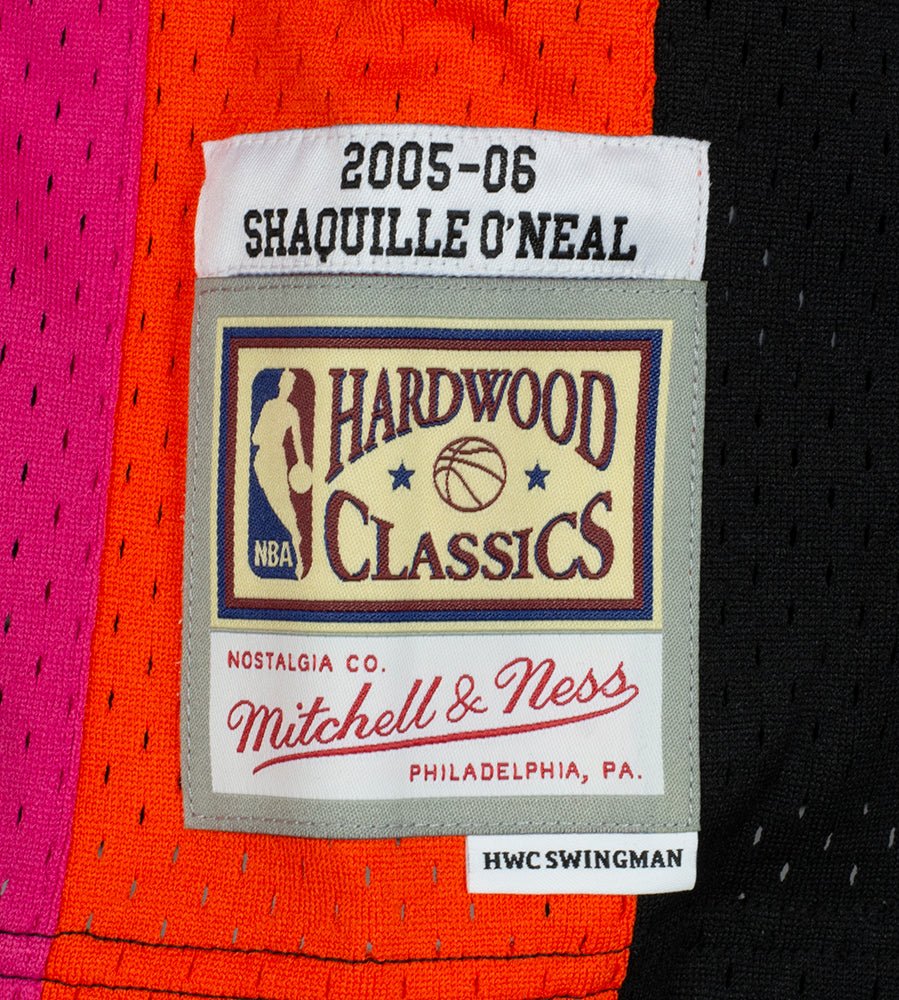 2005-06
SHAQUILLE O'NEAL
HARDWOOD
CLASSICS
NBA
NOSTALGIA CO.
Mitchell & Ness
PHILADELPHIA, PA.
HWC SWINGMAN